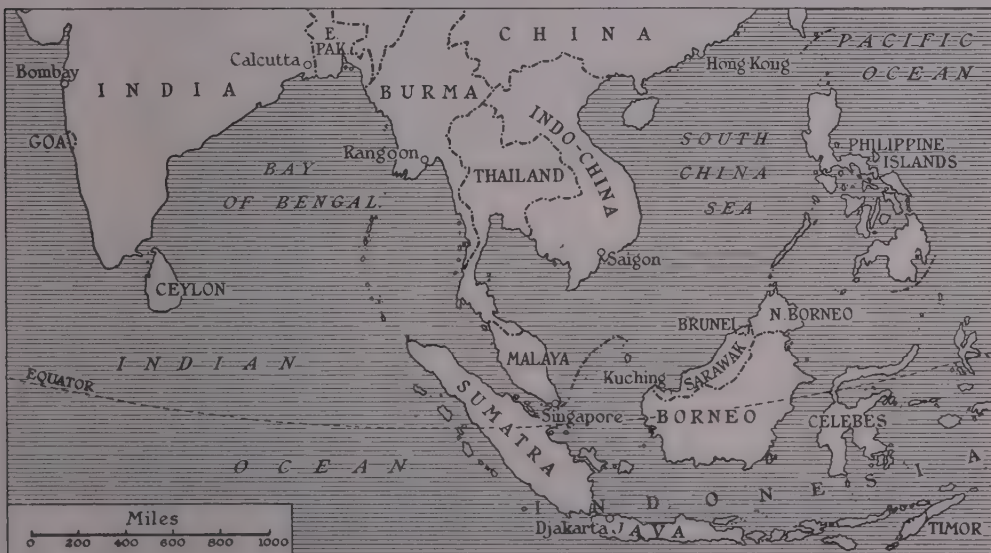 CHINA
E.
PAK.
PACIFIC
OCEAN
Calcutta
Hong Kong
Bombay
INDIA
BURMA
INDO-CHINA
GOA
SOUTH
CHINA
SEA
PHILIPPINE
ISLANDS
Rangoon
BAY
OF BENGAL
THAILAND
Saigon
CEYLON
BRUNEI
N. BORNEO
INDIAN
OCEAN
MALAYA
SARAWAK
Kuching
EQUATOR
SUMATRA
Singapore
BORNEO
CELEBES
INDONESIA
Miles
0 200 400 600 800 1000
Djakarta
JAVA
TIMOR